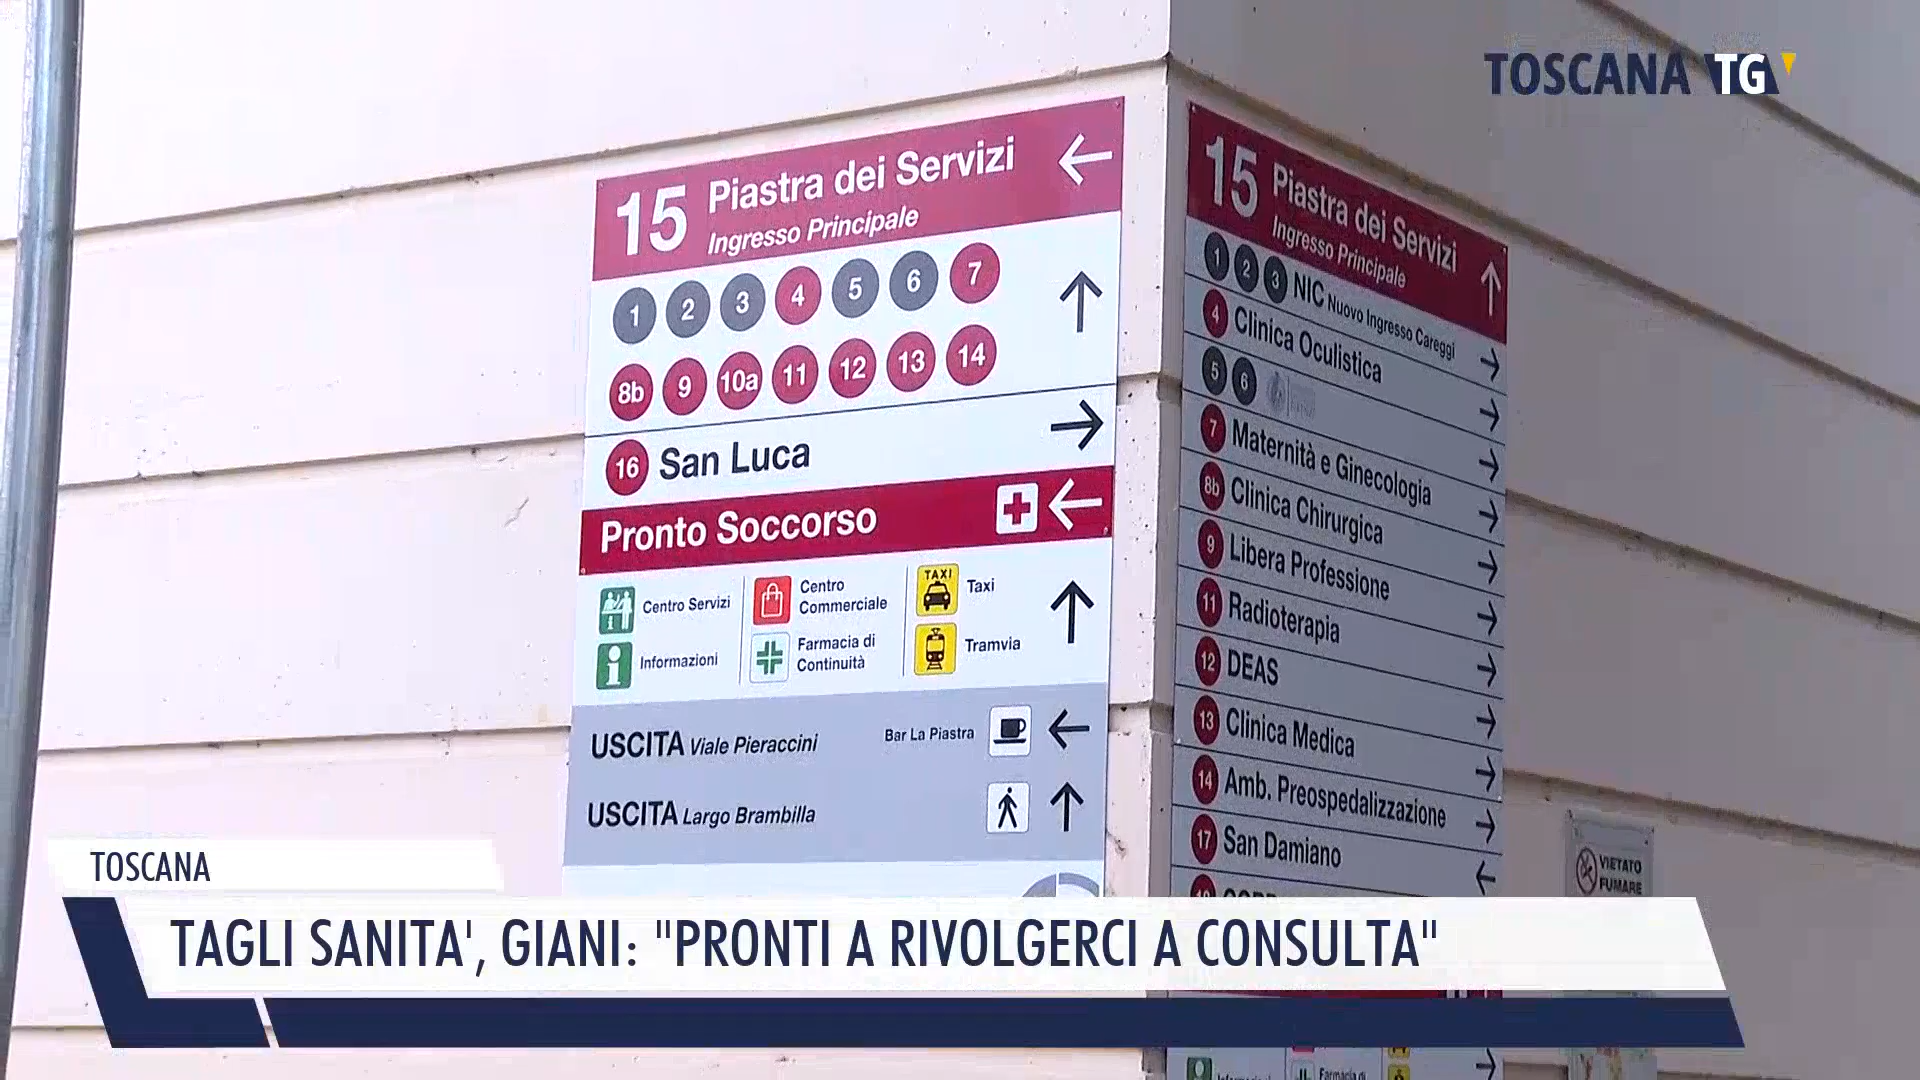 TOSCANA TG
15 Piastra dei Servizi
Ingresso Principale
1 2 3 4 5 6 7
8b 9 10a 11 12 13 14
16 San Luca
Pronto Soccorso
Centro Servizi
Informazioni
Centro
Commerciale
Farmacia di
Continuità
TAXI
Taxi
Tramvia
USCITA Viale Pieraccini
Bar La Piastra
USCITA Largo Brambilla
15 Piastra dei Servizi
Ingresso Principale
1 2 3 NIC Nuovo Ingresso Careggi
4 Clinica Oculistica
5 6
7 Maternità e Ginecologia
8b Clinica Chirurgica
9 Libera Professione
11 Radioterapia
12 DEAS
13 Clinica Medica
14 Amb. Preospedalizzazione
17 San Damiano
VIETATO
FUMARE
TOSCANA
TAGLI SANITA', GIANI: "PRONTI A RIVOLGERCI A CONSULTA"